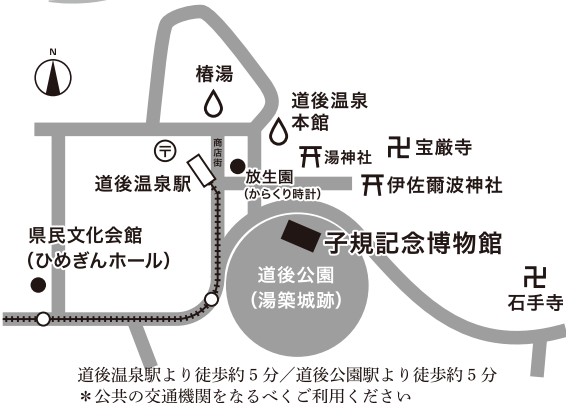 N
椿湯
道後温泉
本館
〒
商店街
湯神社
卍 宝厳寺
道後温泉駅
放生園
(からくり時計)
伊佐爾波神社
県民文化会館
(ひめぎんホール)
子規記念博物館
道後公園
(湯築城跡)
卍
石手寺
道後温泉駅より徒歩約５分／道後公園駅より徒歩約５分
＊公共の交通機関をなるべくご利用ください